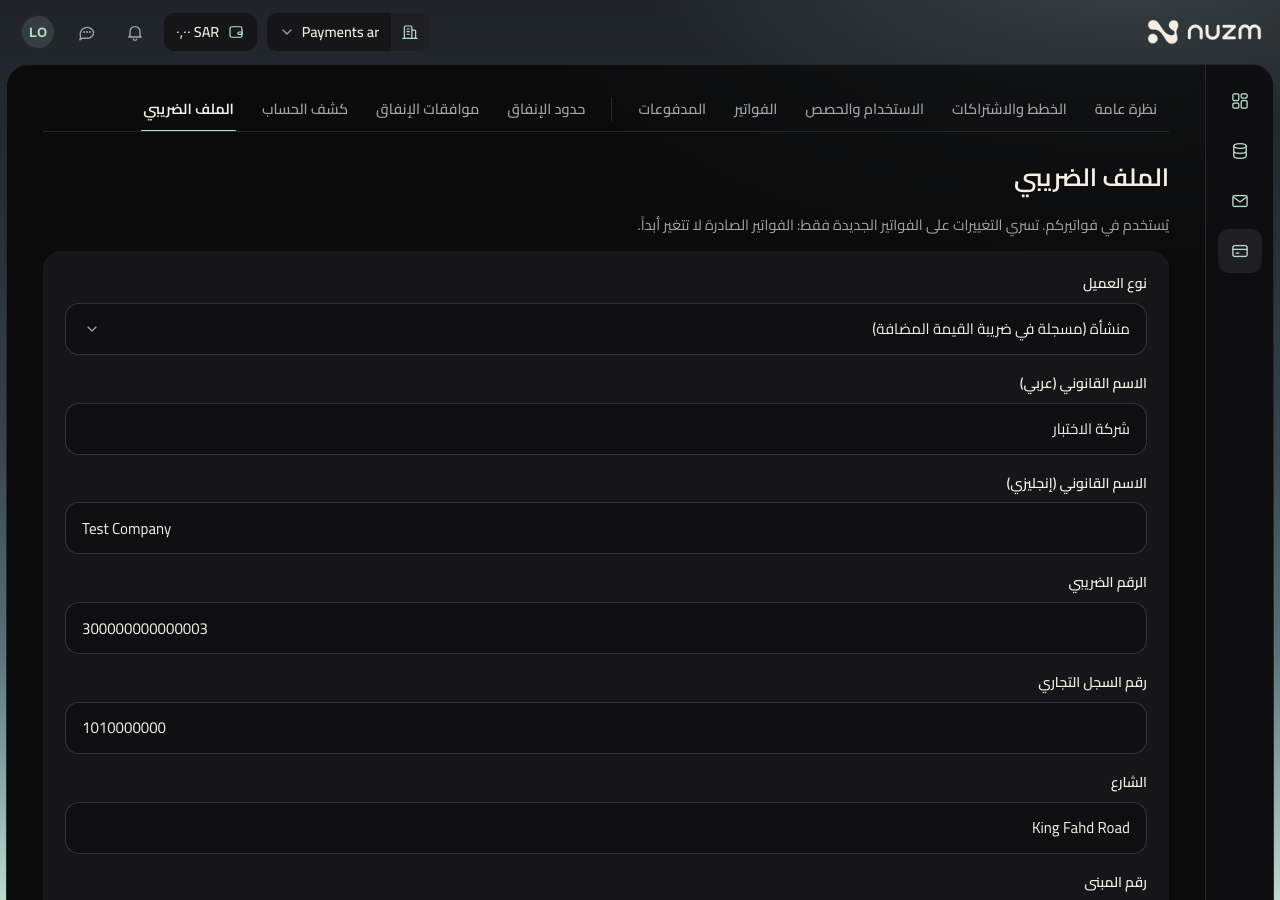 nuzm
Payments ar
٠,٠٠ SAR
LO
نظرة عامة
الخطط والاشتراكات
الاستخدام والحصص
الفواتير
المدفوعات
حدود الإنفاق
موافقات الإنفاق
كشف الحساب
الملف الضريبي
الملف الضريبي
يُستخدم في فواتيركم. تسري التغييرات على الفواتير الجديدة فقط: الفواتير الصادرة لا تتغير أبداً.
نوع العميل
منشأة (مسجلة في ضريبة القيمة المضافة)
الاسم القانوني (عربي)
شركة الاختبار
الاسم القانوني (إنجليزي)
Test Company
الرقم الضريبي
300000000000003
رقم السجل التجاري
1010000000
الشارع
King Fahd Road
رقم المبنى